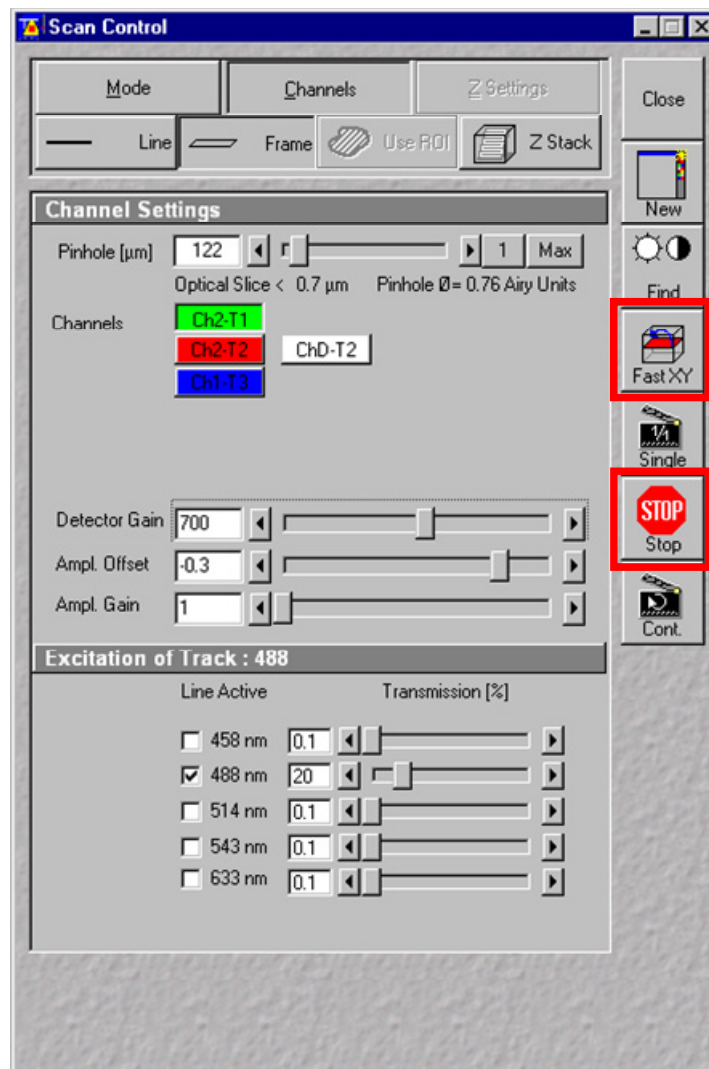 Scan Control
Mode Channels Z Settings
Line Frame Use ROI Z Stack
Close
New
Find
Fast XY
1/1
Single
STOP
Stop
Cont.
Channel Settings
Pinhole [µm] 122 1 Max
Optical Slice < 0.7 µm Pinhole Ø= 0.76 Airy Units
Channels Ch2-T1
Ch2-T2 ChD-T2
Ch1-T3
Detector Gain 700
Ampl. Offset -0.3
Ampl. Gain 1
Excitation of Track : 488
Line Active Transmission [%]
458 nm 0.1
488 nm 20
514 nm 0.1
543 nm 0.1
633 nm 0.1